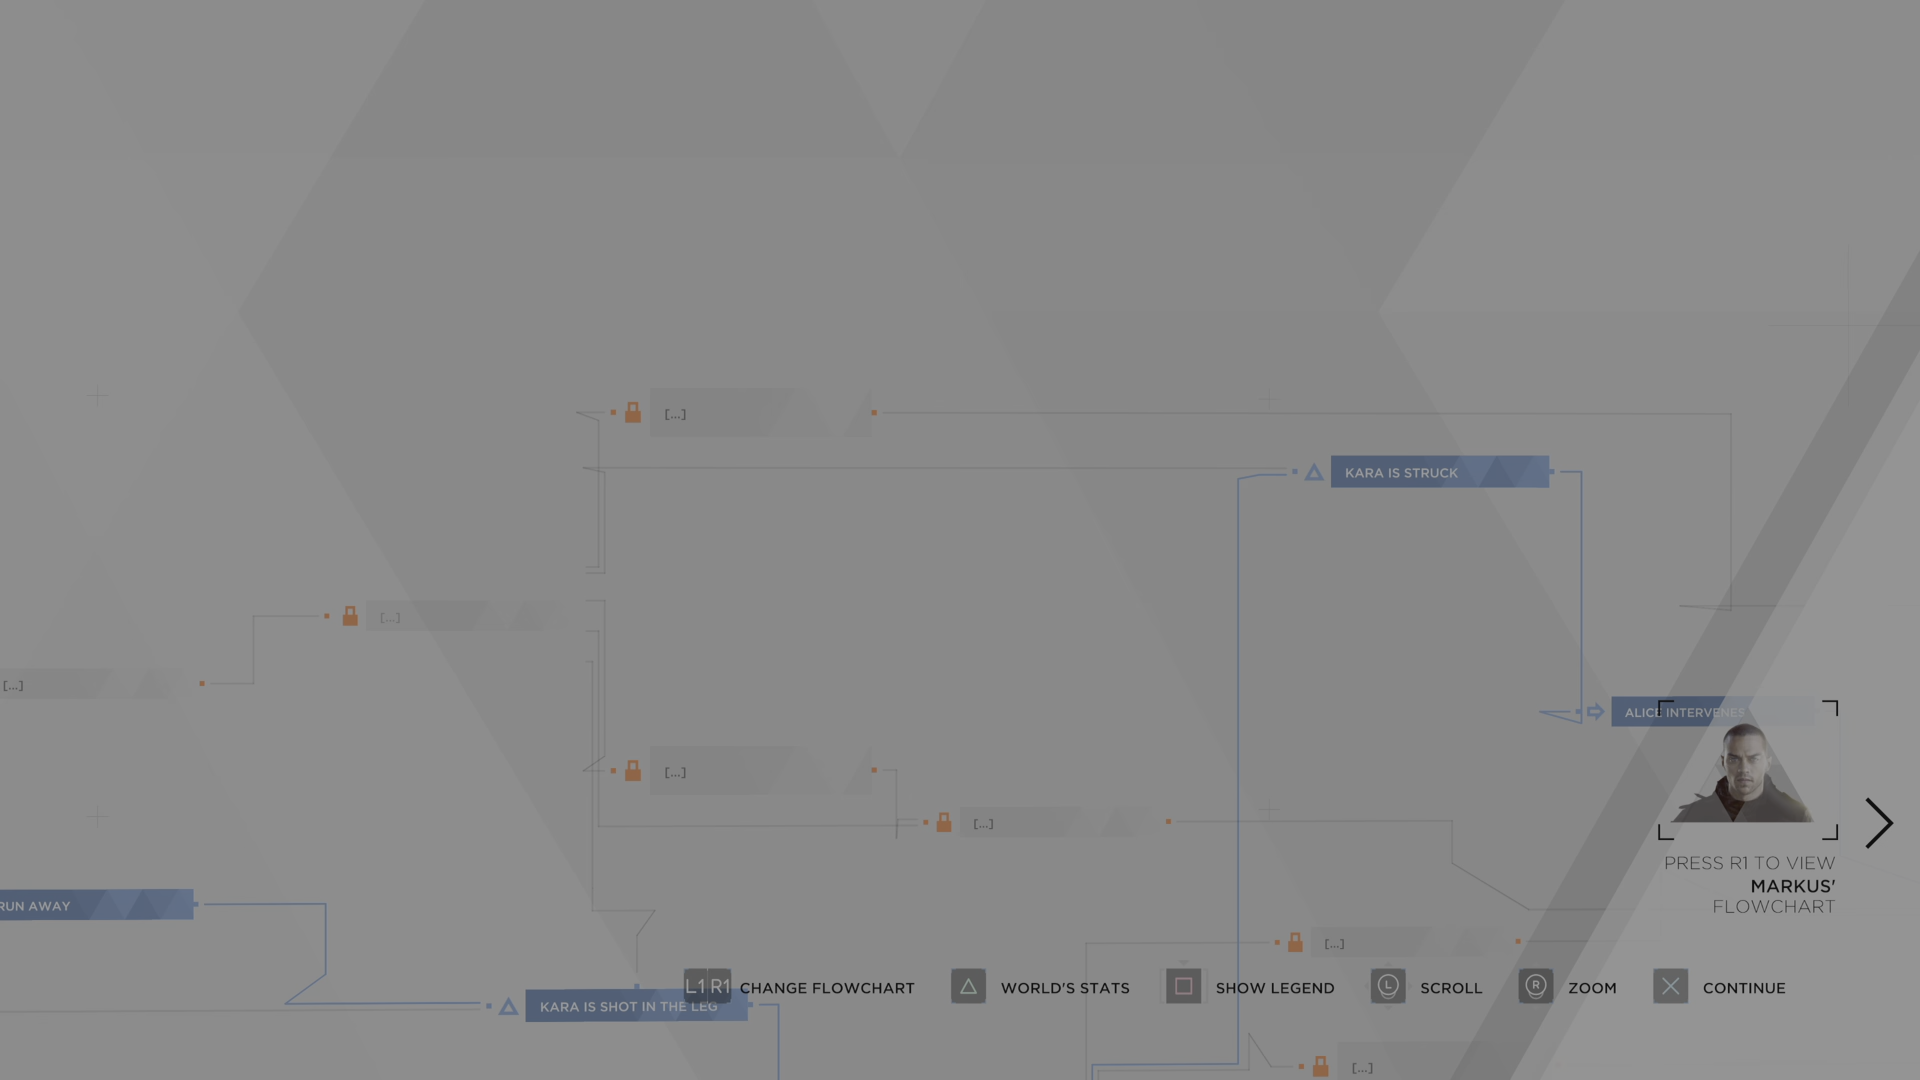 [...]
KARA IS STRUCK
[...]
[...]
ALICE INTERVENES
[...]
[...]
PRESS R1 TO VIEW
MARKUS'
FLOWCHART
RUN AWAY
[...]
L1 R1 CHANGE FLOWCHART
WORLD'S STATS
SHOW LEGEND
L SCROLL
R ZOOM
CONTINUE
KARA IS SHOT IN THE LEG
[...]